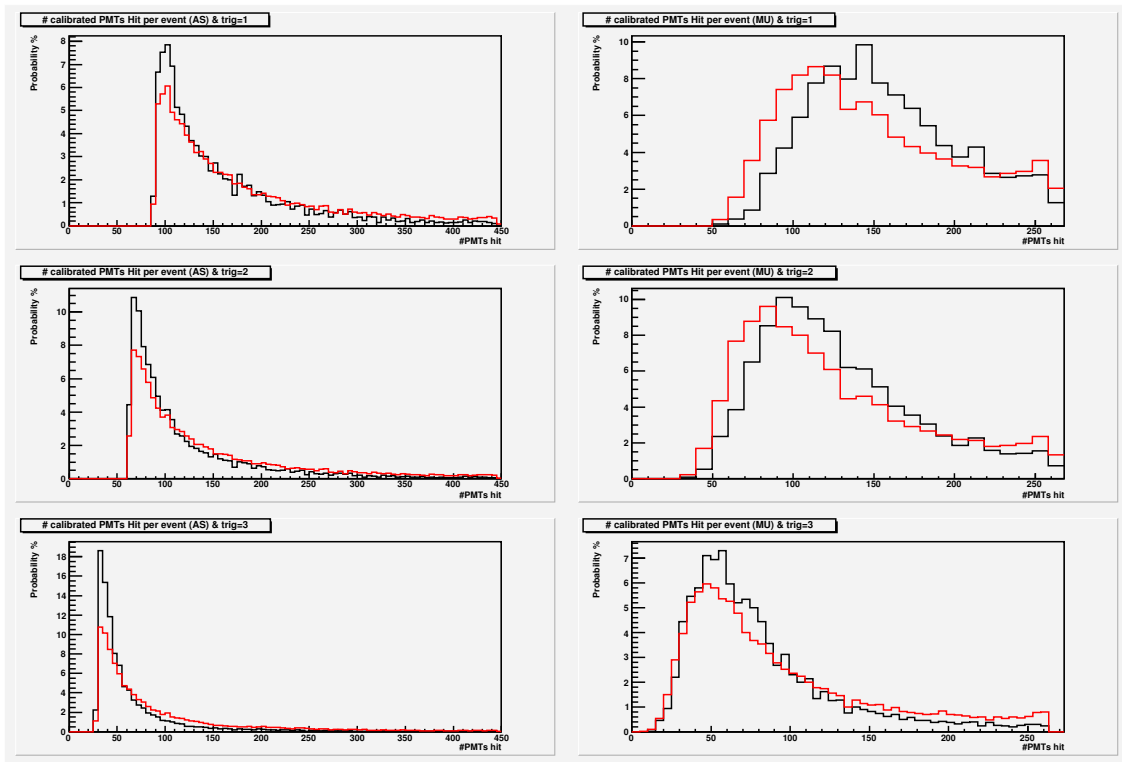 # calibrated PMTs Hit per event (AS) & trig=1
Probability %
8
7
6
5
4
3
2
1
0
0 50 100 150 200 250 300 350 400 450
#PMTs hit
# calibrated PMTs Hit per event (MU) & trig=1
Probability %
10
8
6
4
2
0
0 50 100 150 200 250
#PMTs hit
# calibrated PMTs Hit per event (AS) & trig=2
Probability %
10
8
6
4
2
0
0 50 100 150 200 250 300 350 400 450
#PMTs hit
# calibrated PMTs Hit per event (MU) & trig=2
Probability %
10
8
6
4
2
0
0 50 100 150 200 250
#PMTs hit
# calibrated PMTs Hit per event (AS) & trig=3
Probability %
18
16
14
12
10
8
6
4
2
0
0 50 100 150 200 250 300 350 400 450
#PMTs hit
# calibrated PMTs Hit per event (MU) & trig=3
Probability %
7
6
5
4
3
2
1
0
0 50 100 150 200 250
#PMTs hit